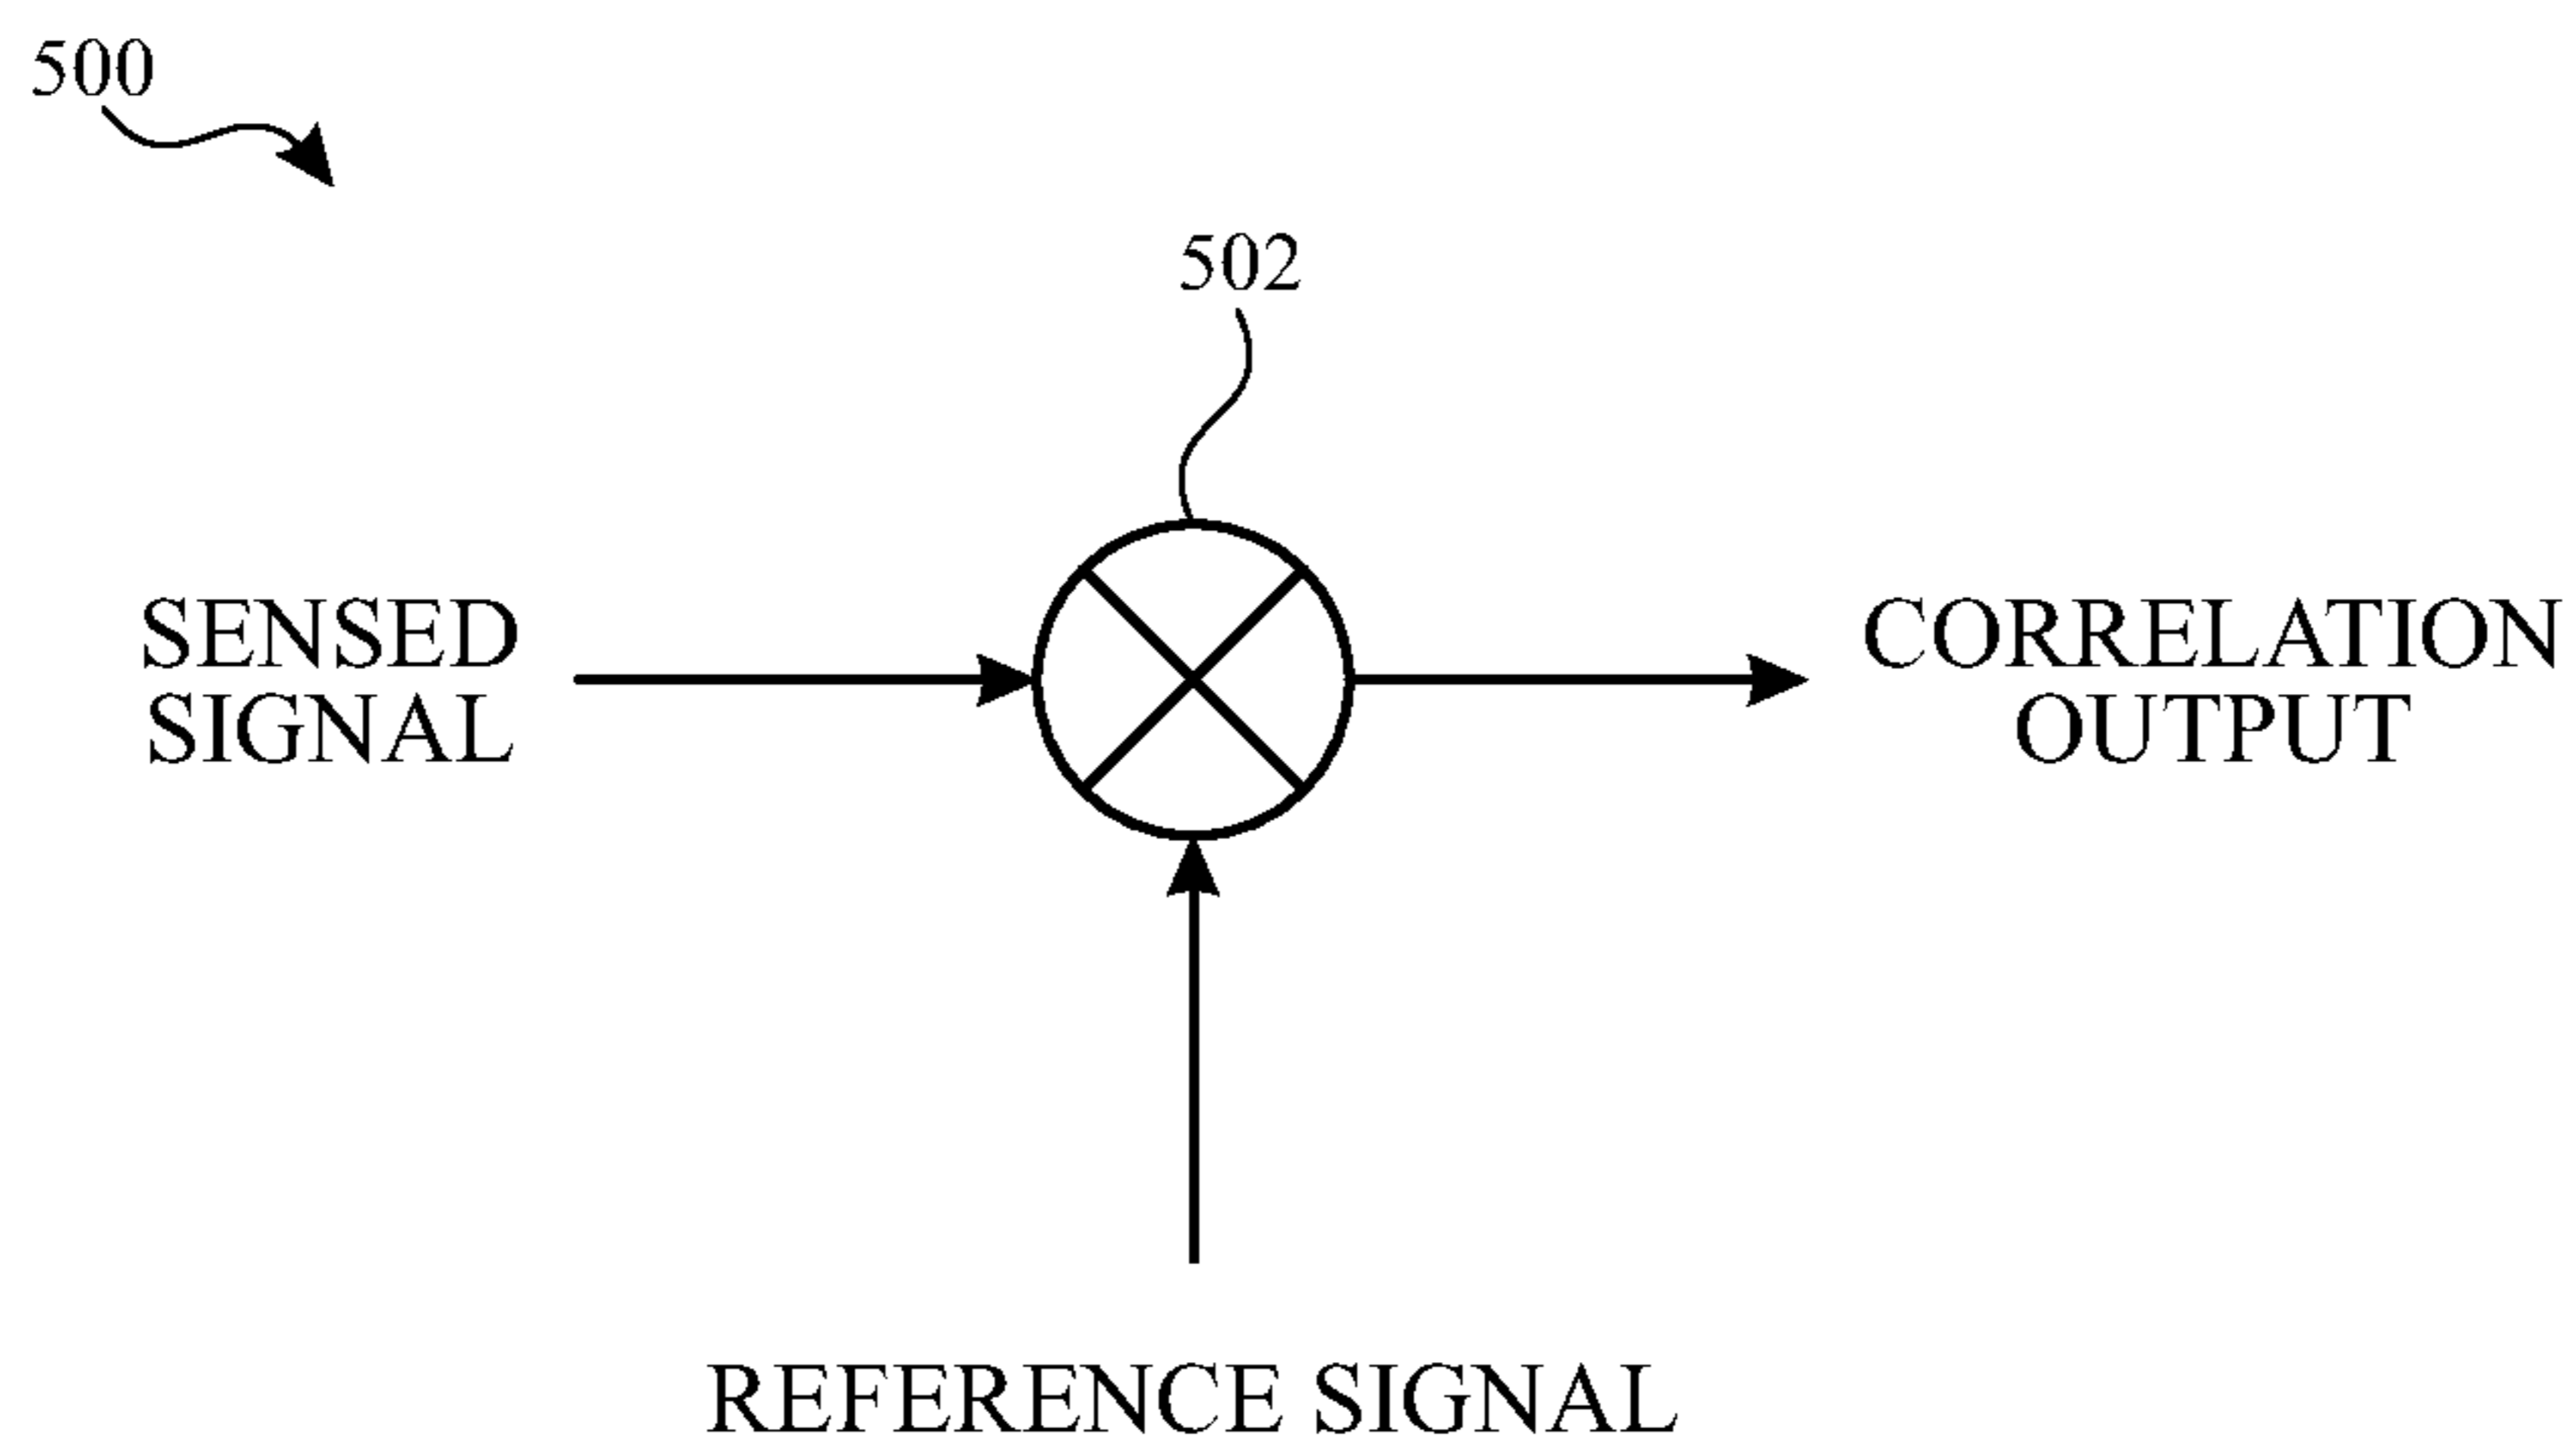 500
502
SENSED
SIGNAL
CORRELATION
OUTPUT
REFERENCE SIGNAL